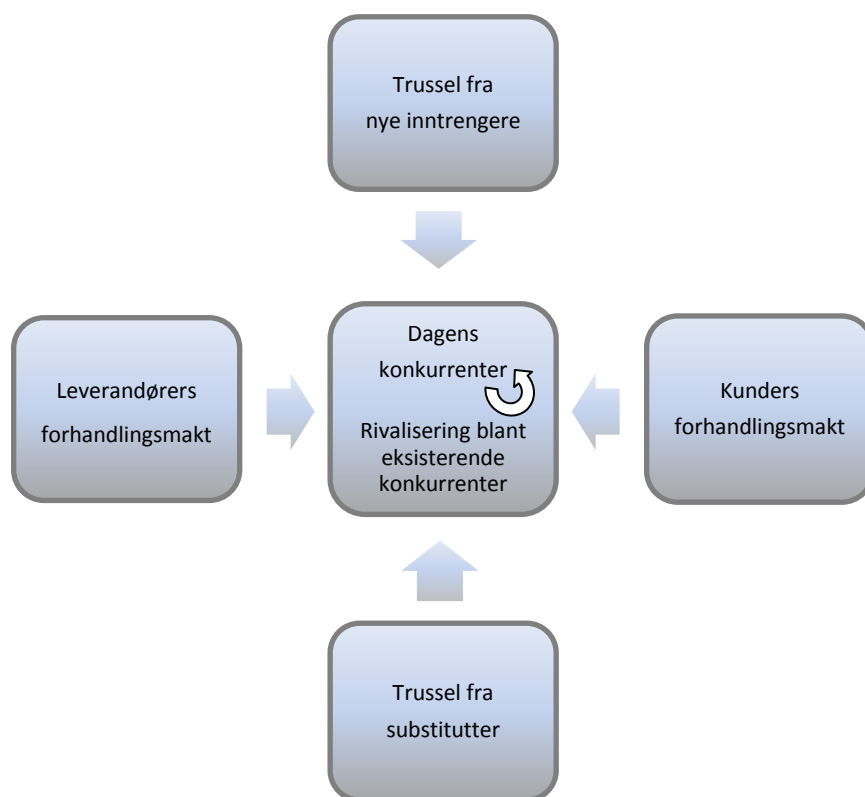 Trussel fra
nye inntrengere
Dagens
konkurrenter
Rivalisering blant
eksisterende
konkurrenter
Leverandørers
forhandlingsmakt
Kunders
forhandlingsmakt
Trussel fra
substitutter